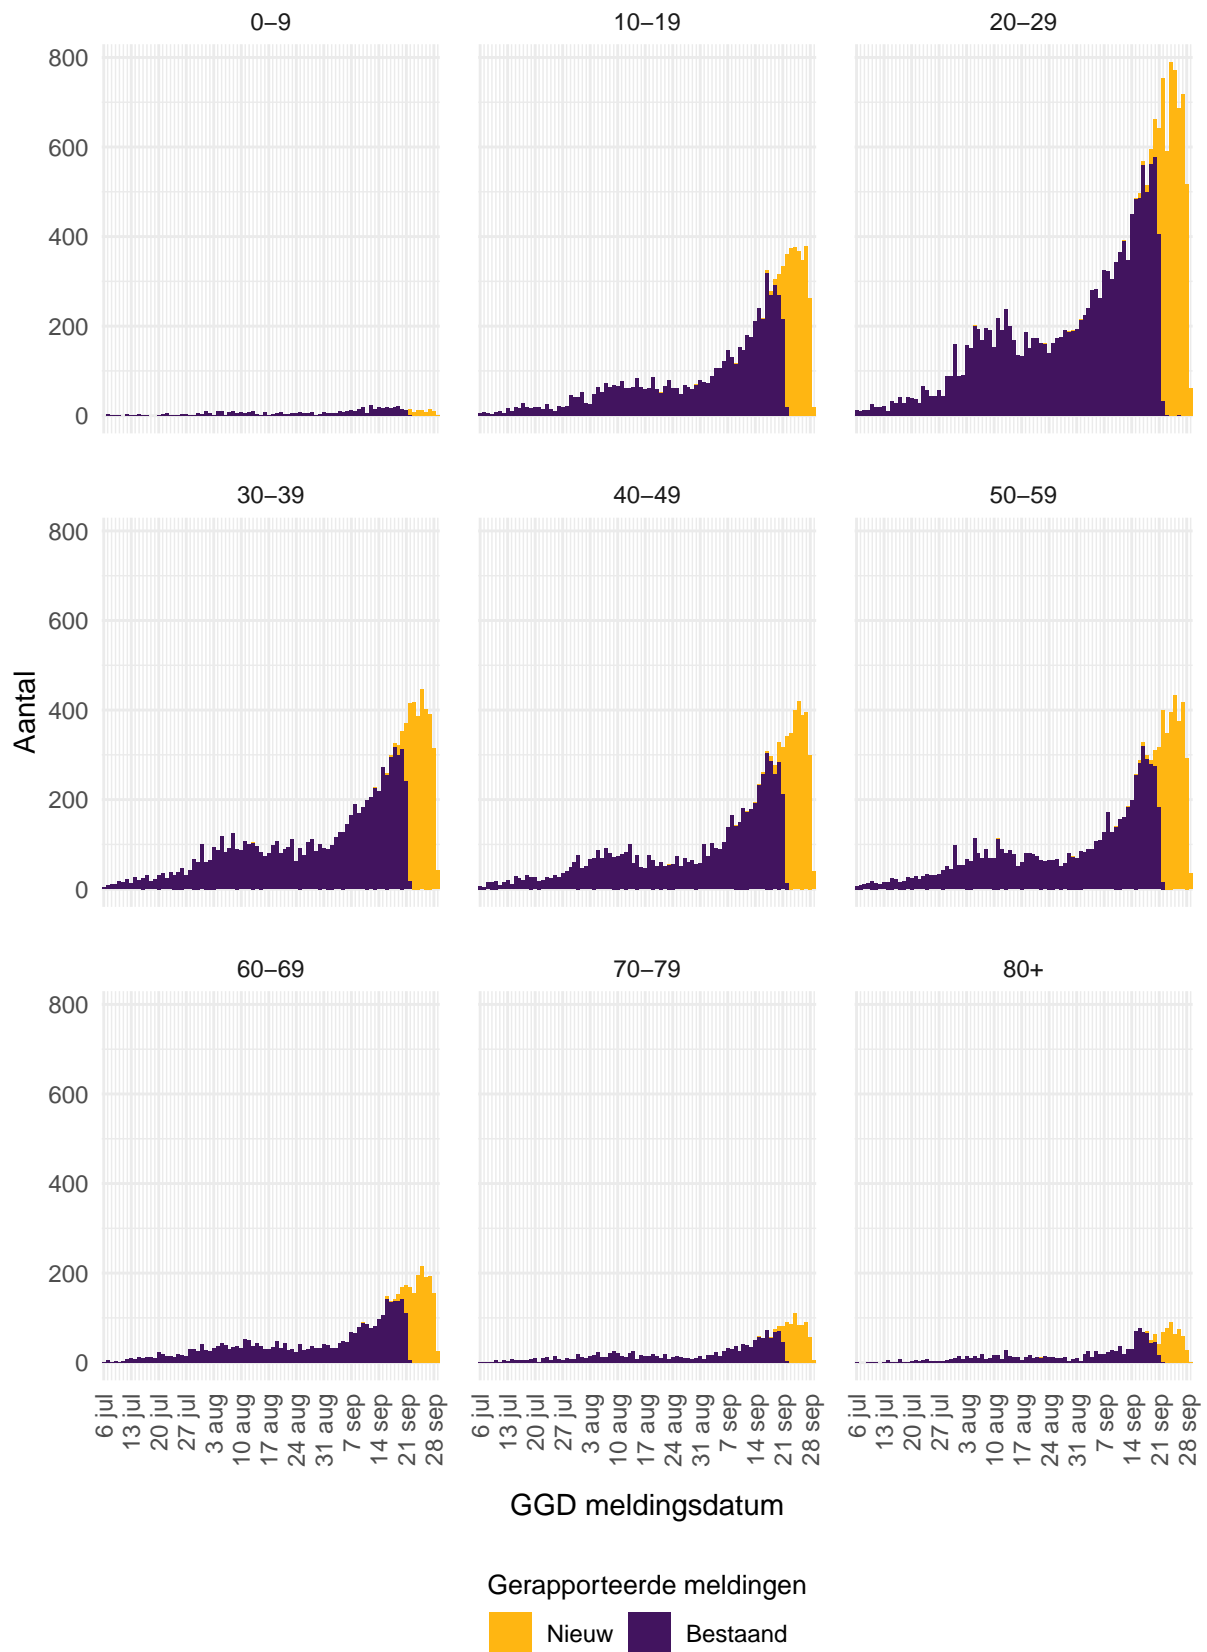 0–9 10–19 20–29
800
600
400
200
0
30–39 40–49 50–59
800
600
400
200
0
Aantal
60–69 70–79 80+
800
600
400
200
0
6 jul 13 jul 20 jul 27 jul 3 aug 10 aug 17 aug 24 aug 31 aug 7 sep 14 sep 21 sep 28 sep
6 jul 13 jul 20 jul 27 jul 3 aug 10 aug 17 aug 24 aug 31 aug 7 sep 14 sep 21 sep 28 sep
6 jul 13 jul 20 jul 27 jul 3 aug 10 aug 17 aug 24 aug 31 aug 7 sep 14 sep 21 sep 28 sep
GGD meldingsdatum
Gerapporteerde meldingen
Nieuw Bestaand